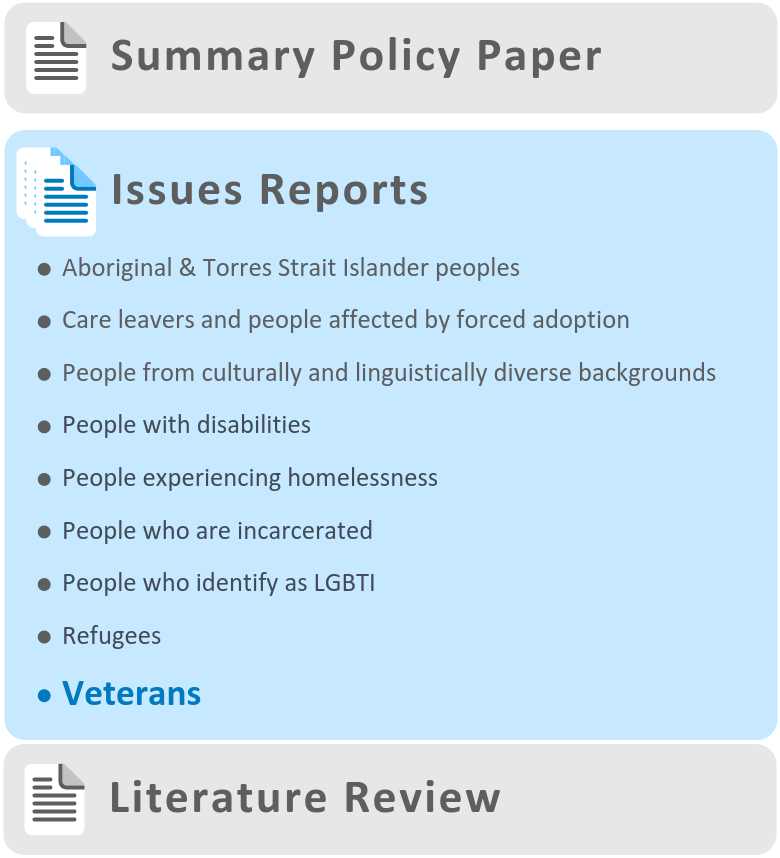 Summary Policy Paper
Issues Reports
● Aboriginal & Torres Strait Islander peoples
● Care leavers and people affected by forced adoption
● People from culturally and linguistically diverse backgrounds
● People with disabilities
● People experiencing homelessness
● People who are incarcerated
● People who identify as LGBTI
● Refugees
● Veterans
Literature Review